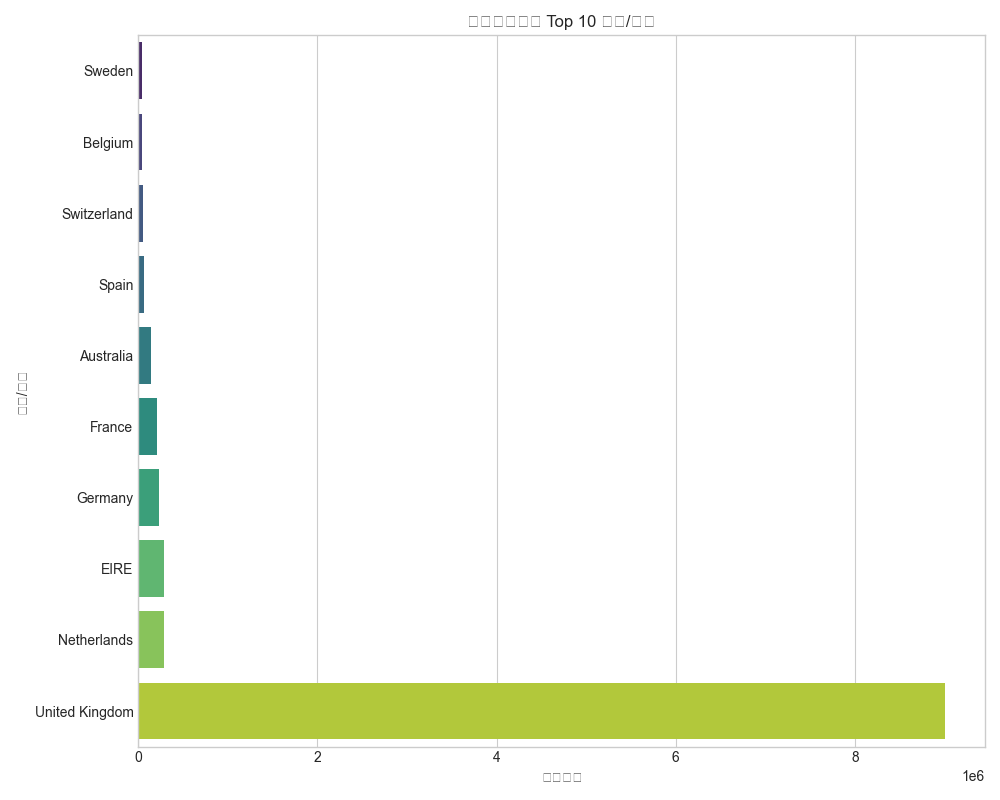 Top 10 /
Sweden
Belgium
Switzerland
Spain
Australia
France
Germany
EIRE
Netherlands
United Kingdom
/
0 2 4 6 8
1e6